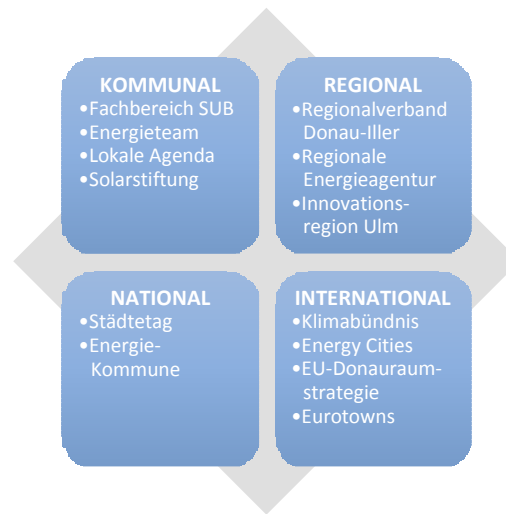 KOMMUNAL
•Fachbereich SUB
•Energieteam
•Lokale Agenda
•Solarstiftung
REGIONAL
•Regionalverband
Donau-Iller
•Regionale
Energieagentur
•Innovations-
region Ulm
NATIONAL
•Städtetag
•Energie-
Kommune
INTERNATIONAL
•Klimabündnis
•Energy Cities
•EU-Donauraum-
strategie
•Eurotowns